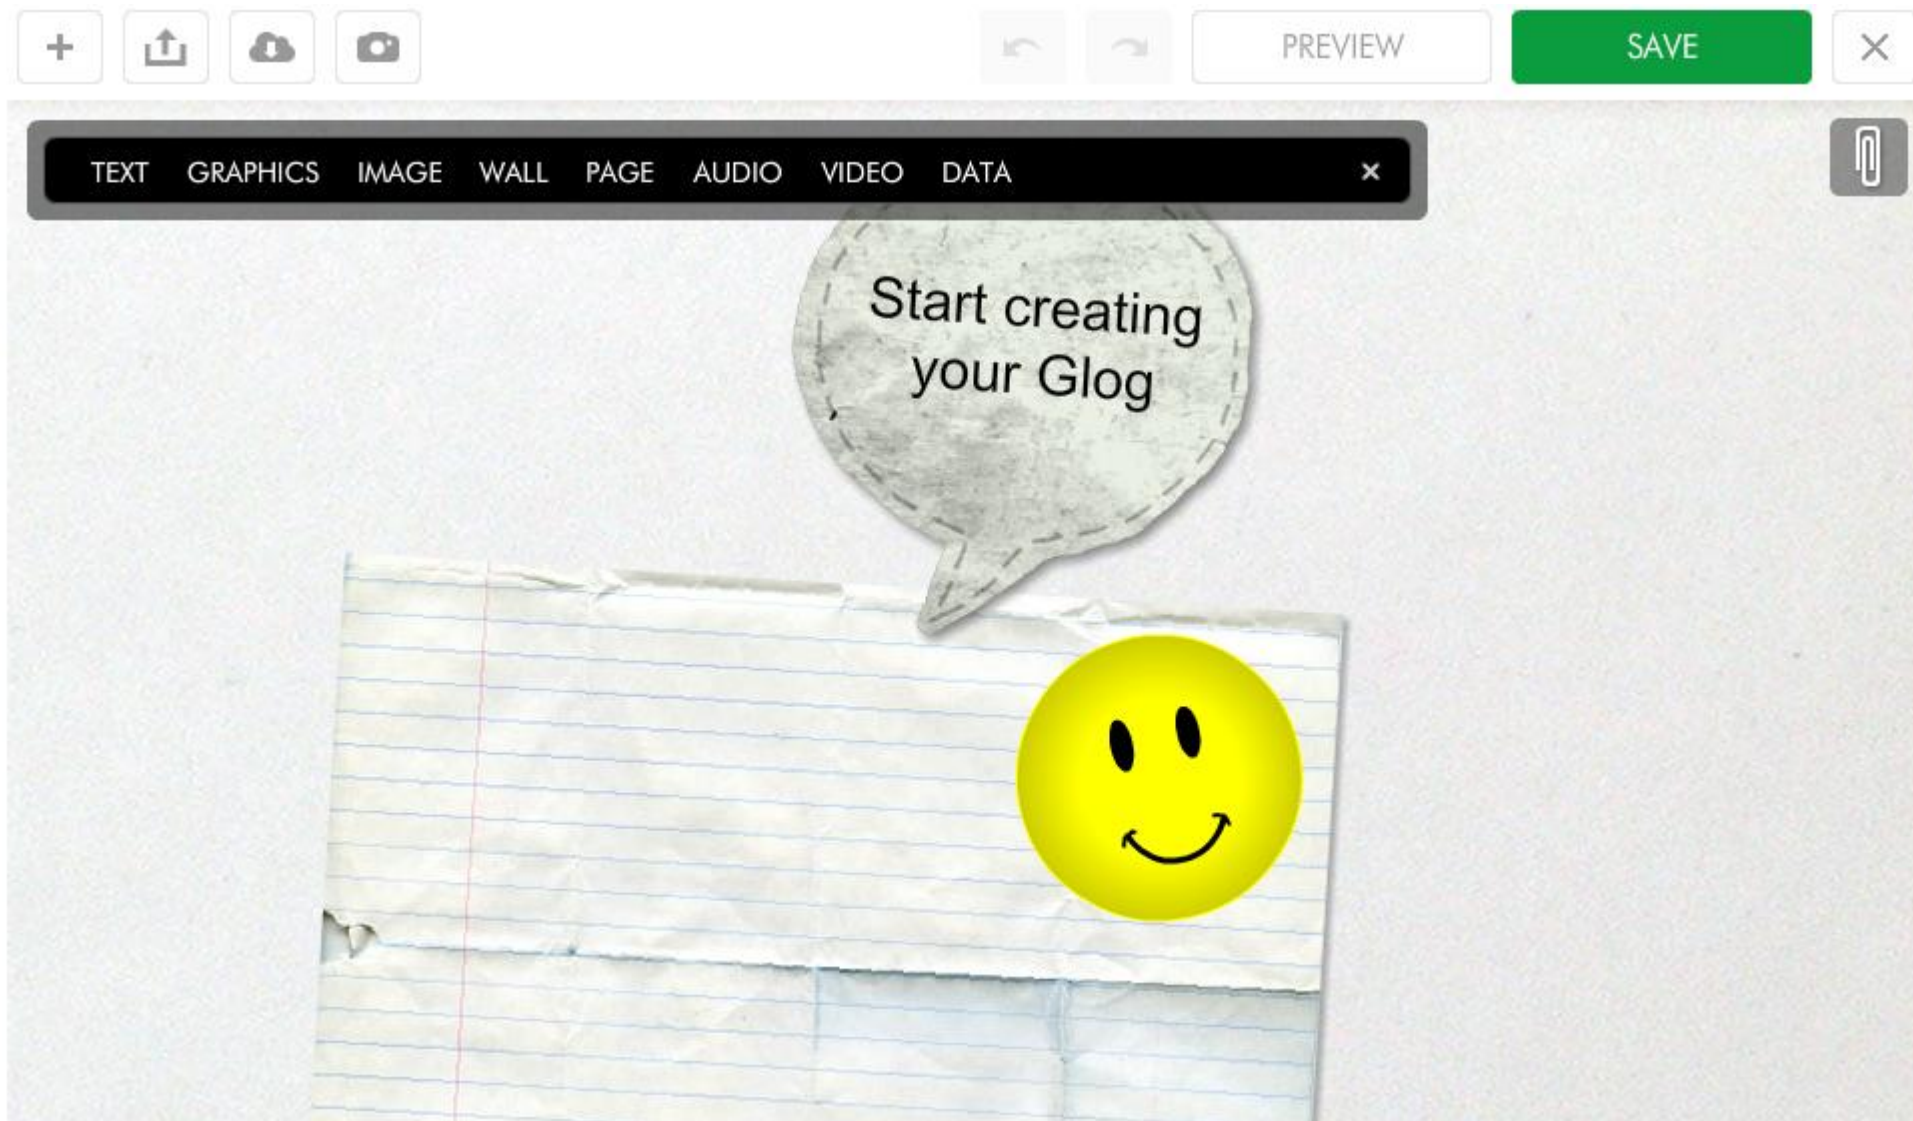 PREVIEW SAVE
TEXT GRAPHICS IMAGE WALL PAGE AUDIO VIDEO DATA
Start creating
your Glog